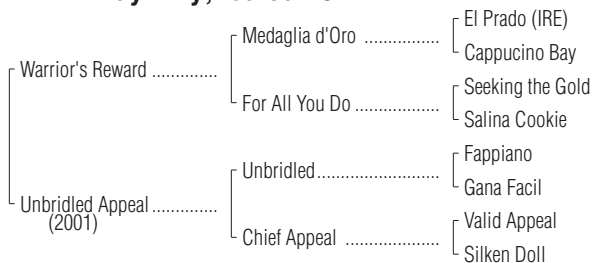 Medaglia d'Oro ................
El Prado (IRE)
Cappucino Bay
Warrior's Reward ..............
For All You Do ..................
Seeking the Gold
Salina Cookie
Unbridled Appeal ..............
(2001)
Unbridled..........................
Fappiano
Gana Facil
Chief Appeal ....................
Valid Appeal
Silken Doll